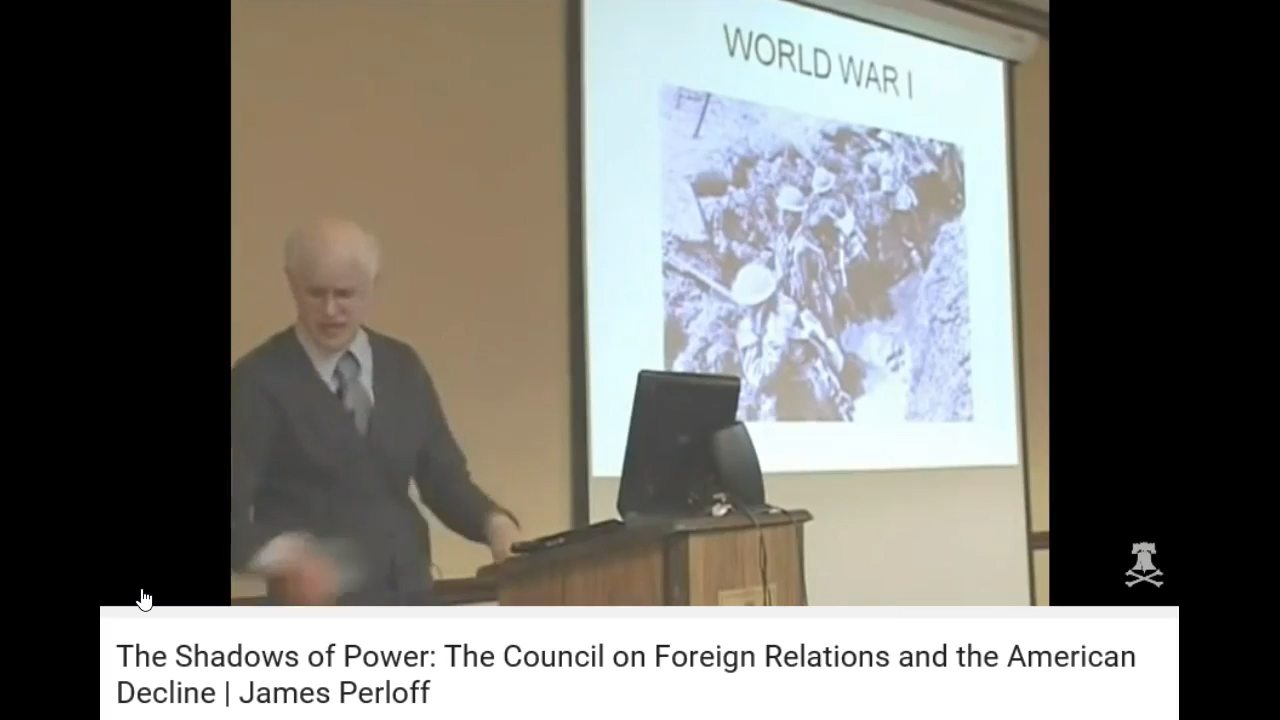 WORLD WAR I
The Shadows of Power: The Council on Foreign Relations and the American
Decline | James Perloff